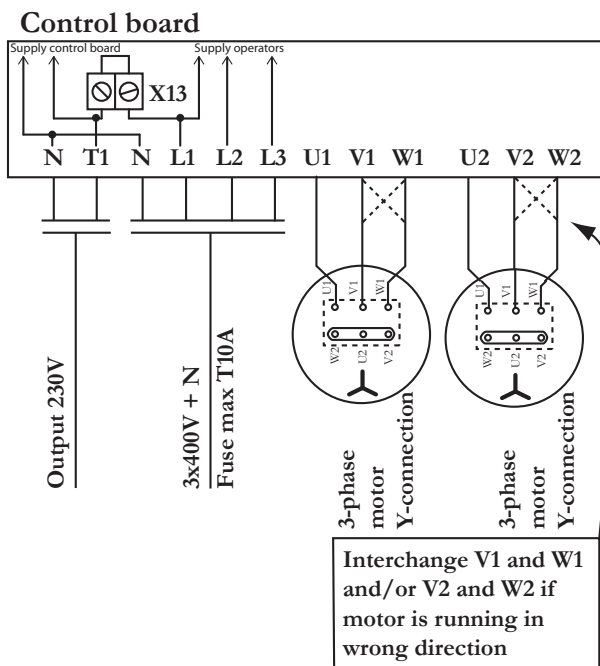 Control board
Supply control board
Supply operators
X13
N T1 N L1 L2 L3 U1 V1 W1 U2 V2 W2
U1 V1 W1
W2 U2 V2
U1 V1 W1
W2 U2 V2
Output 230V
3x400V + N
Fuse max T10A
3-phase
motor
Y-connection
3-phase
motor
Y-connection
Interchange V1 and W1
and/or V2 and W2 if
motor is running in
wrong direction